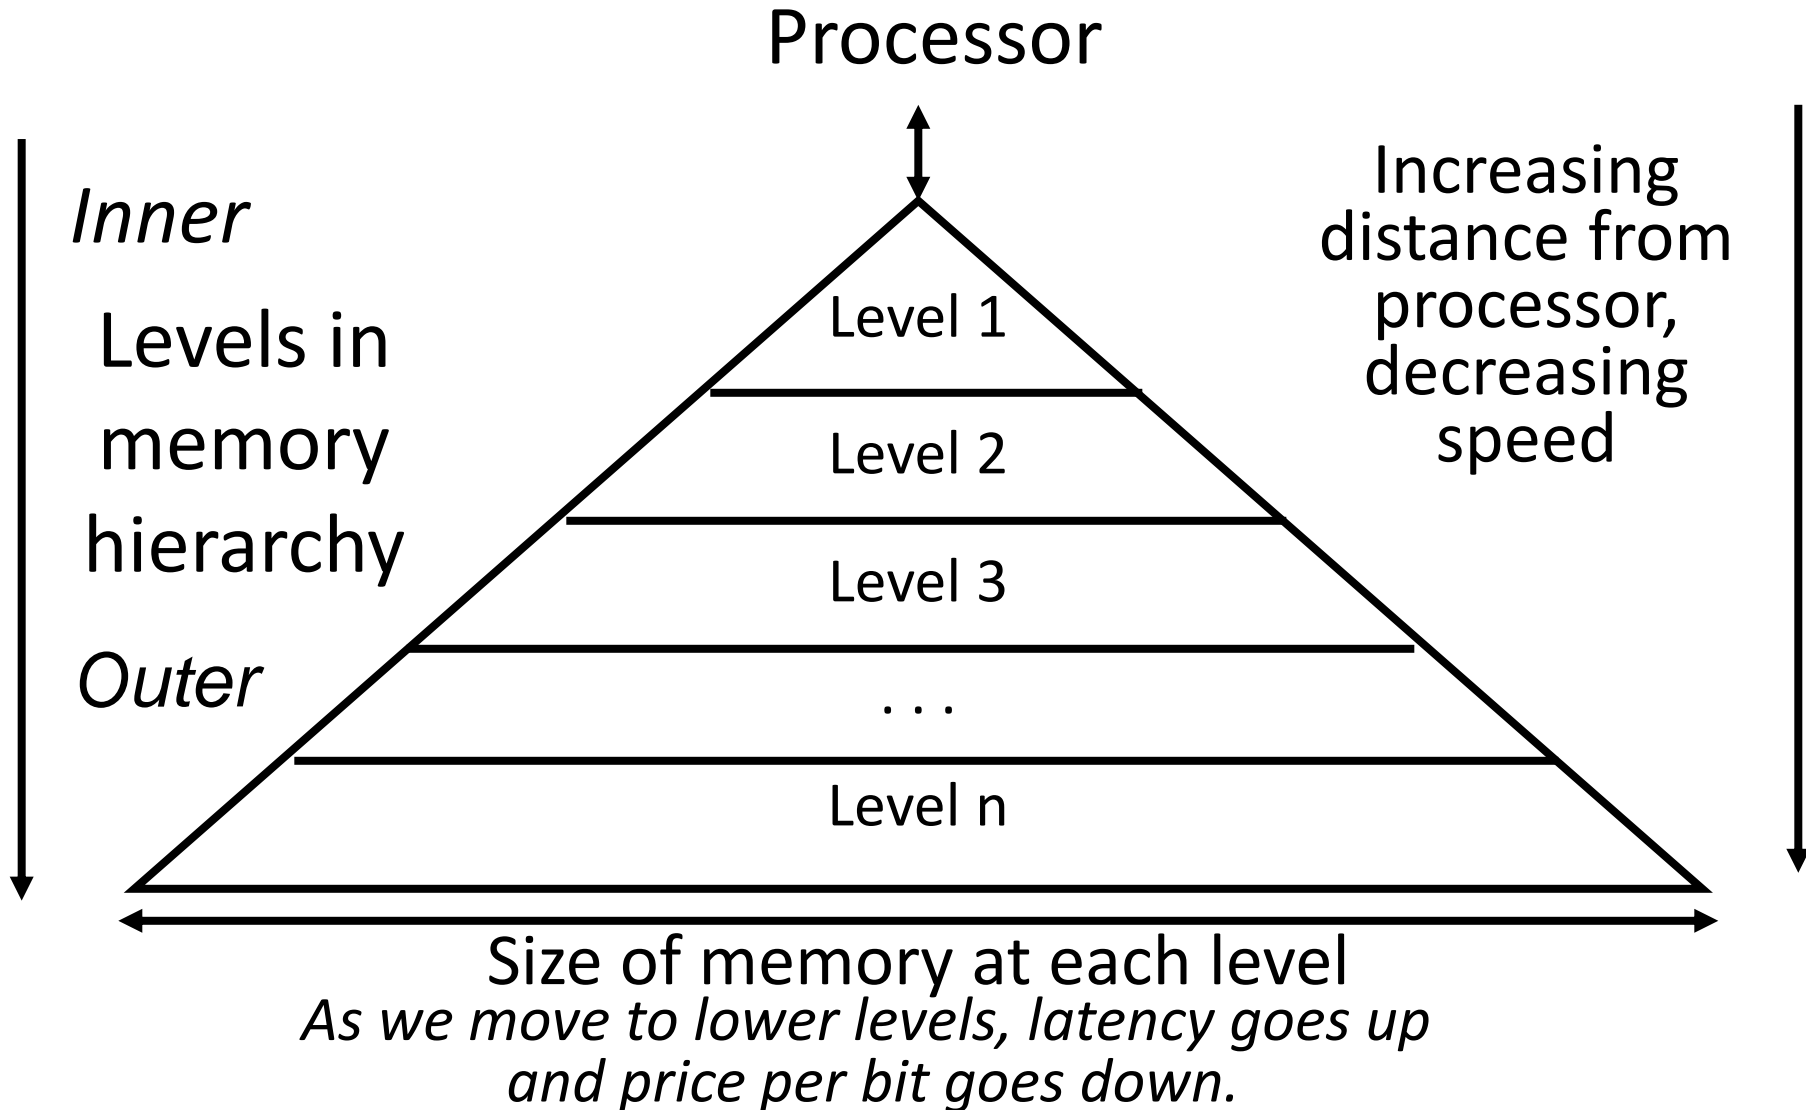 Processor
Inner
Levels in
memory
hierarchy
Outer
Increasing
distance from
processor,
decreasing
speed
Level 1
Level 2
Level 3
. . .
Level n
Size of memory at each level
As we move to lower levels, latency goes up
and price per bit goes down.